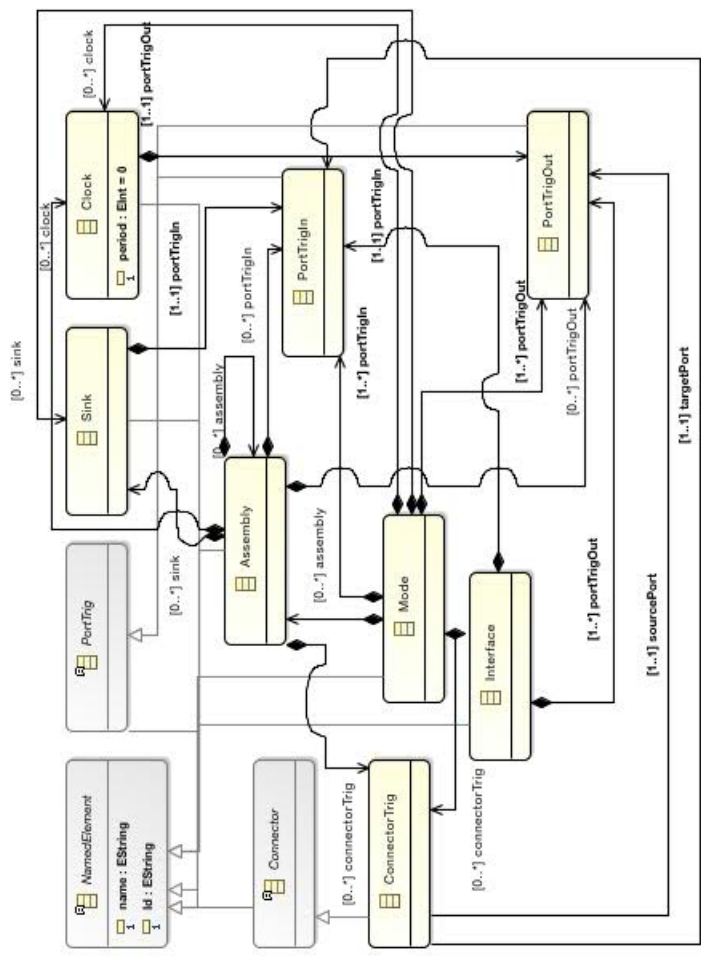 [0..*] sink
[0..*] clock
NamedElement
PortTrig
Sink
Clock
[0..*] clock
1 name : EString
1 Id : EString
1 period : EInt = 0
[1..1] portTrigOut
[0..*] sink
[1..1] portTrigIn
[0..*] assembly
Assembly
[0..*] portTrigIn
Connector
PortTrigIn
[0..*] assembly
[0..*] connectorTrig
[1..*] portTrigIn
[1..1] portTrigIn
ConnectorTrig
Mode
[0..*] connectorTrig
Interface
[1..*] portTrigOut
PortTrigOut
[0..*] portTrigOut
[1..*] portTrigOut
[1..1] sourcePort
[1..1] targetPort